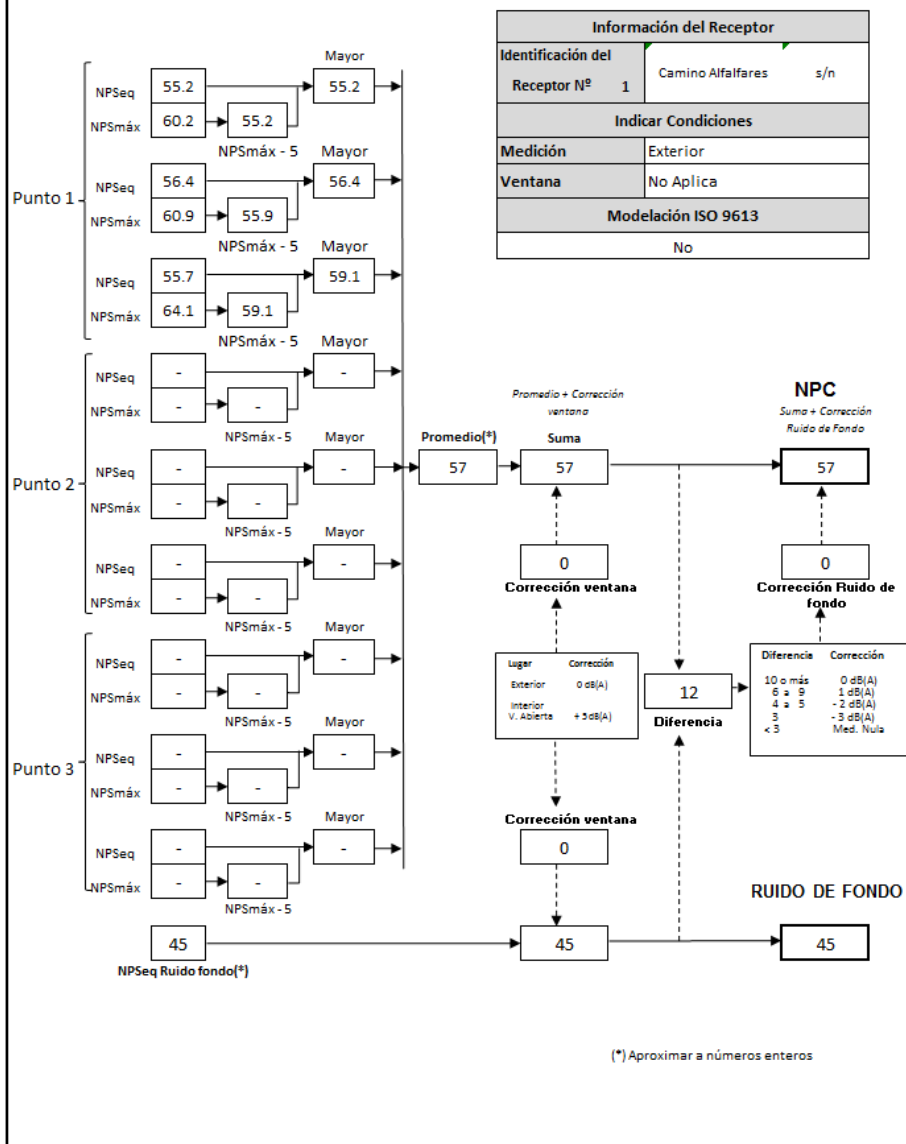 Información del Receptor
Identificación del Receptor Nº 1 Camino Alfalfares s/n
Indicar Condiciones
Medición Exterior
Ventana No Aplica
Modelación ISO 9613
No
Punto 1
Mayor
NPSeq 55.2 55.2
NPSmáx 60.2 55.2
NPSmáx - 5 Mayor
NPSeq 56.4 56.4
NPSmáx 60.9 55.9
NPSmáx - 5 Mayor
NPSeq 55.7 59.1
NPSmáx 64.1 59.1
NPSmáx - 5 Mayor
Punto 2
NPSeq - -
NPSmáx - -
NPSmáx - 5 Mayor
NPSeq - -
NPSmáx - -
NPSmáx - 5 Mayor
NPSeq - -
NPSmáx - -
NPSmáx - 5 Mayor
Punto 3
NPSeq - -
NPSmáx - -
NPSmáx - 5 Mayor
NPSeq - -
NPSmáx - -
NPSmáx - 5 Mayor
NPSeq - -
NPSmáx - -
NPSmáx - 5
Promedio(*)
57
Promedio + Corrección
ventana
Suma
57
NPC
Suma + Corrección
Ruido de Fondo
57
0
Corrección ventana
0
Corrección Ruido de
fondo
Lugar Corrección
Exterior 0 dB(A)
Interior
V. Abierta + 5 dB(A)
12
Diferencia
Diferencia Corrección
10 o más 0 dB(A)
6 a 9 1 dB(A)
4 a 5 - 2 dB(A)
3 - 3 dB(A)
< 3 Med. Nula
Corrección ventana
0
RUIDO DE FONDO
45 45 45
NPSeq Ruido fondo(*)
(*) Aproximar a números enteros